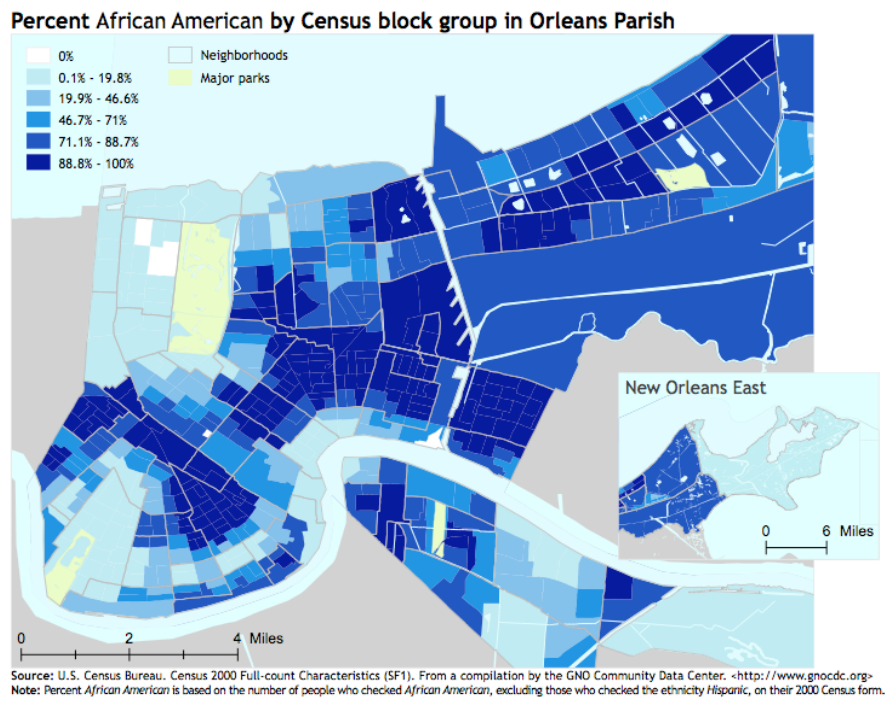 Percent African American by Census block group in Orleans Parish
0%
0.1% - 19.8%
19.9% - 46.6%
46.7% - 71%
71.1% - 88.7%
88.8% - 100%
Neighborhoods
Major parks
New Orleans East
0 6 Miles
0 2 4 Miles
Source: U.S. Census Bureau. Census 2000 Full-count Characteristics (SF1). From a compilation by the GNO Community Data Center. <http://www.gnocdc.org>
Note: Percent African American is based on the number of people who checked African American, excluding those who checked the ethnicity Hispanic, on their 2000 Census form.